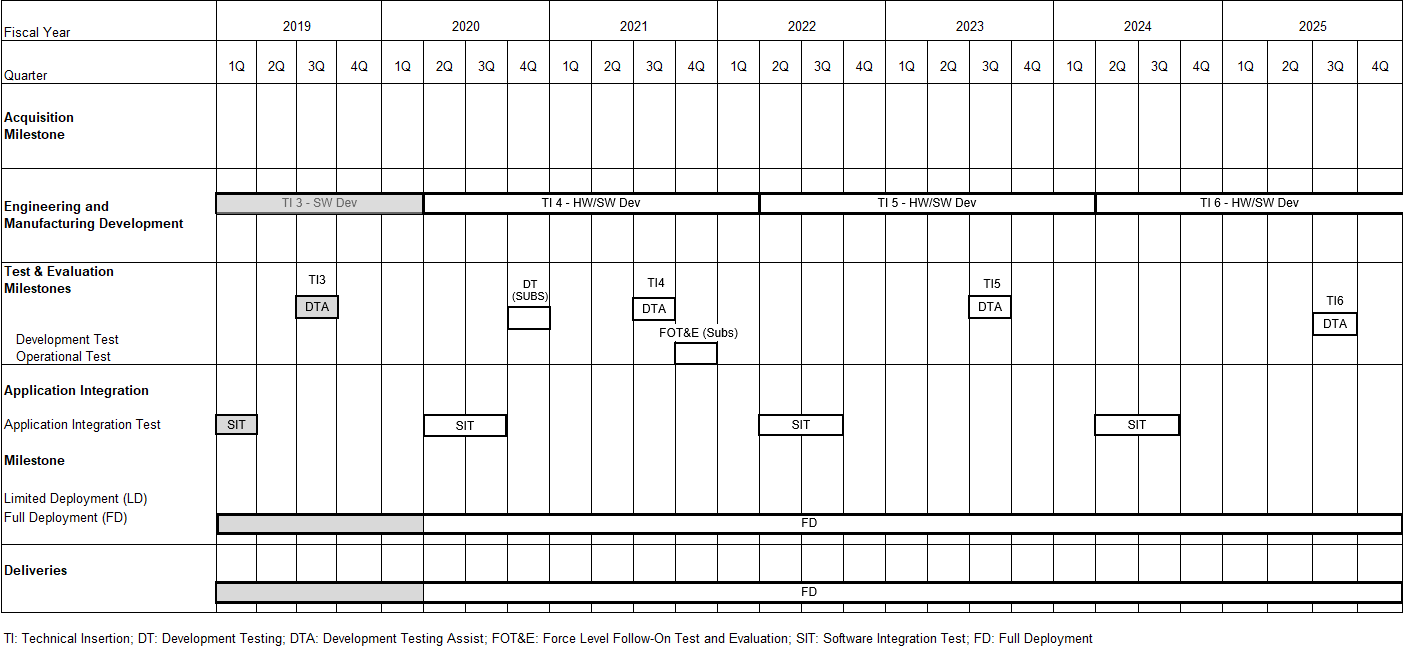 Fiscal Year 2019 2020 2021 2022 2023 2024 2025
Quarter 1Q 2Q 3Q 4Q 1Q 2Q 3Q 4Q 1Q 2Q 3Q 4Q 1Q 2Q 3Q 4Q 1Q 2Q 3Q 4Q 1Q 2Q 3Q 4Q 1Q 2Q 3Q 4Q
Acquisition
Milestone
Engineering and
Manufacturing Development
TI 3 - SW Dev TI 4 - HW/SW Dev TI 5 - HW/SW Dev TI 6 - HW/SW Dev
Test & Evaluation
Milestones
TI3
DTA
DT
(SUBS)
TI4
DTA
FOT&E (Subs)
TI5
DTA
TI6
DTA
Development Test
Operational Test
Application Integration
Application Integration Test SIT SIT SIT SIT
Milestone
Limited Deployment (LD)
Full Deployment (FD) FD
Deliveries
FD
TI: Technical Insertion; DT: Development Testing; DTA: Development Testing Assist; FOT&E: Force Level Follow-On Test and Evaluation; SIT: Software Integration Test; FD: Full Deployment